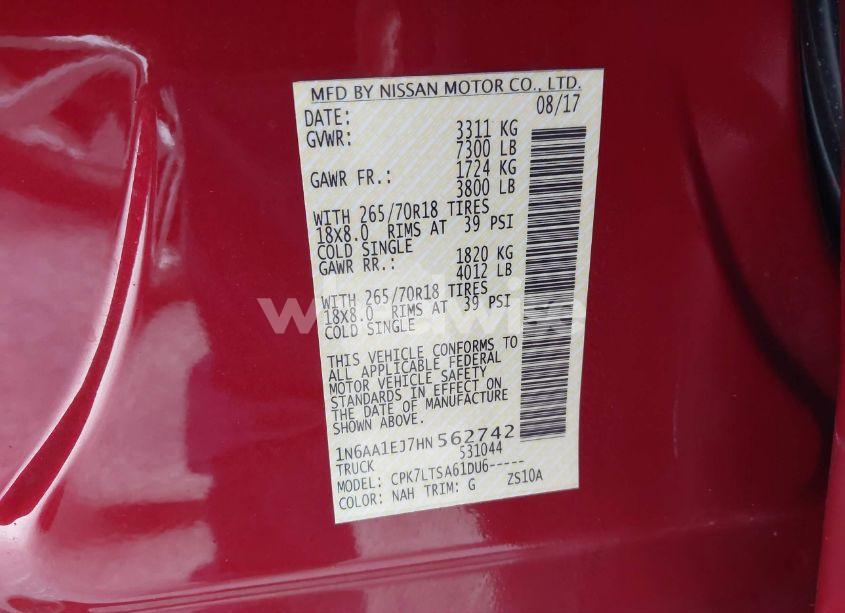 MFD BY NISSAN MOTOR CO., LTD.
DATE: 08/17
GVWR: 3311 KG
7300 LB
GAWR FR.: 1724 KG
3800 LB
WITH 265/70R18 TIRES
18X8.0 RIMS AT 39 PSI
COLD SINGLE
GAWR RR.: 1820 KG
4012 LB
WITH 265/70R18 TIRES
18X8.0 RIMS AT 39 PSI
COLD SINGLE
THIS VEHICLE CONFORMS TO
ALL APPLICABLE FEDERAL
MOTOR VEHICLE SAFETY
STANDARDS IN EFFECT ON
THE DATE OF MANUFACTURE
SHOWN ABOVE.
1N6AA1EJ7HN562742
TRUCK 531044
MODEL: CPK7LTSA61DU6-----
COLOR: NAH TRIM: G ZS10A